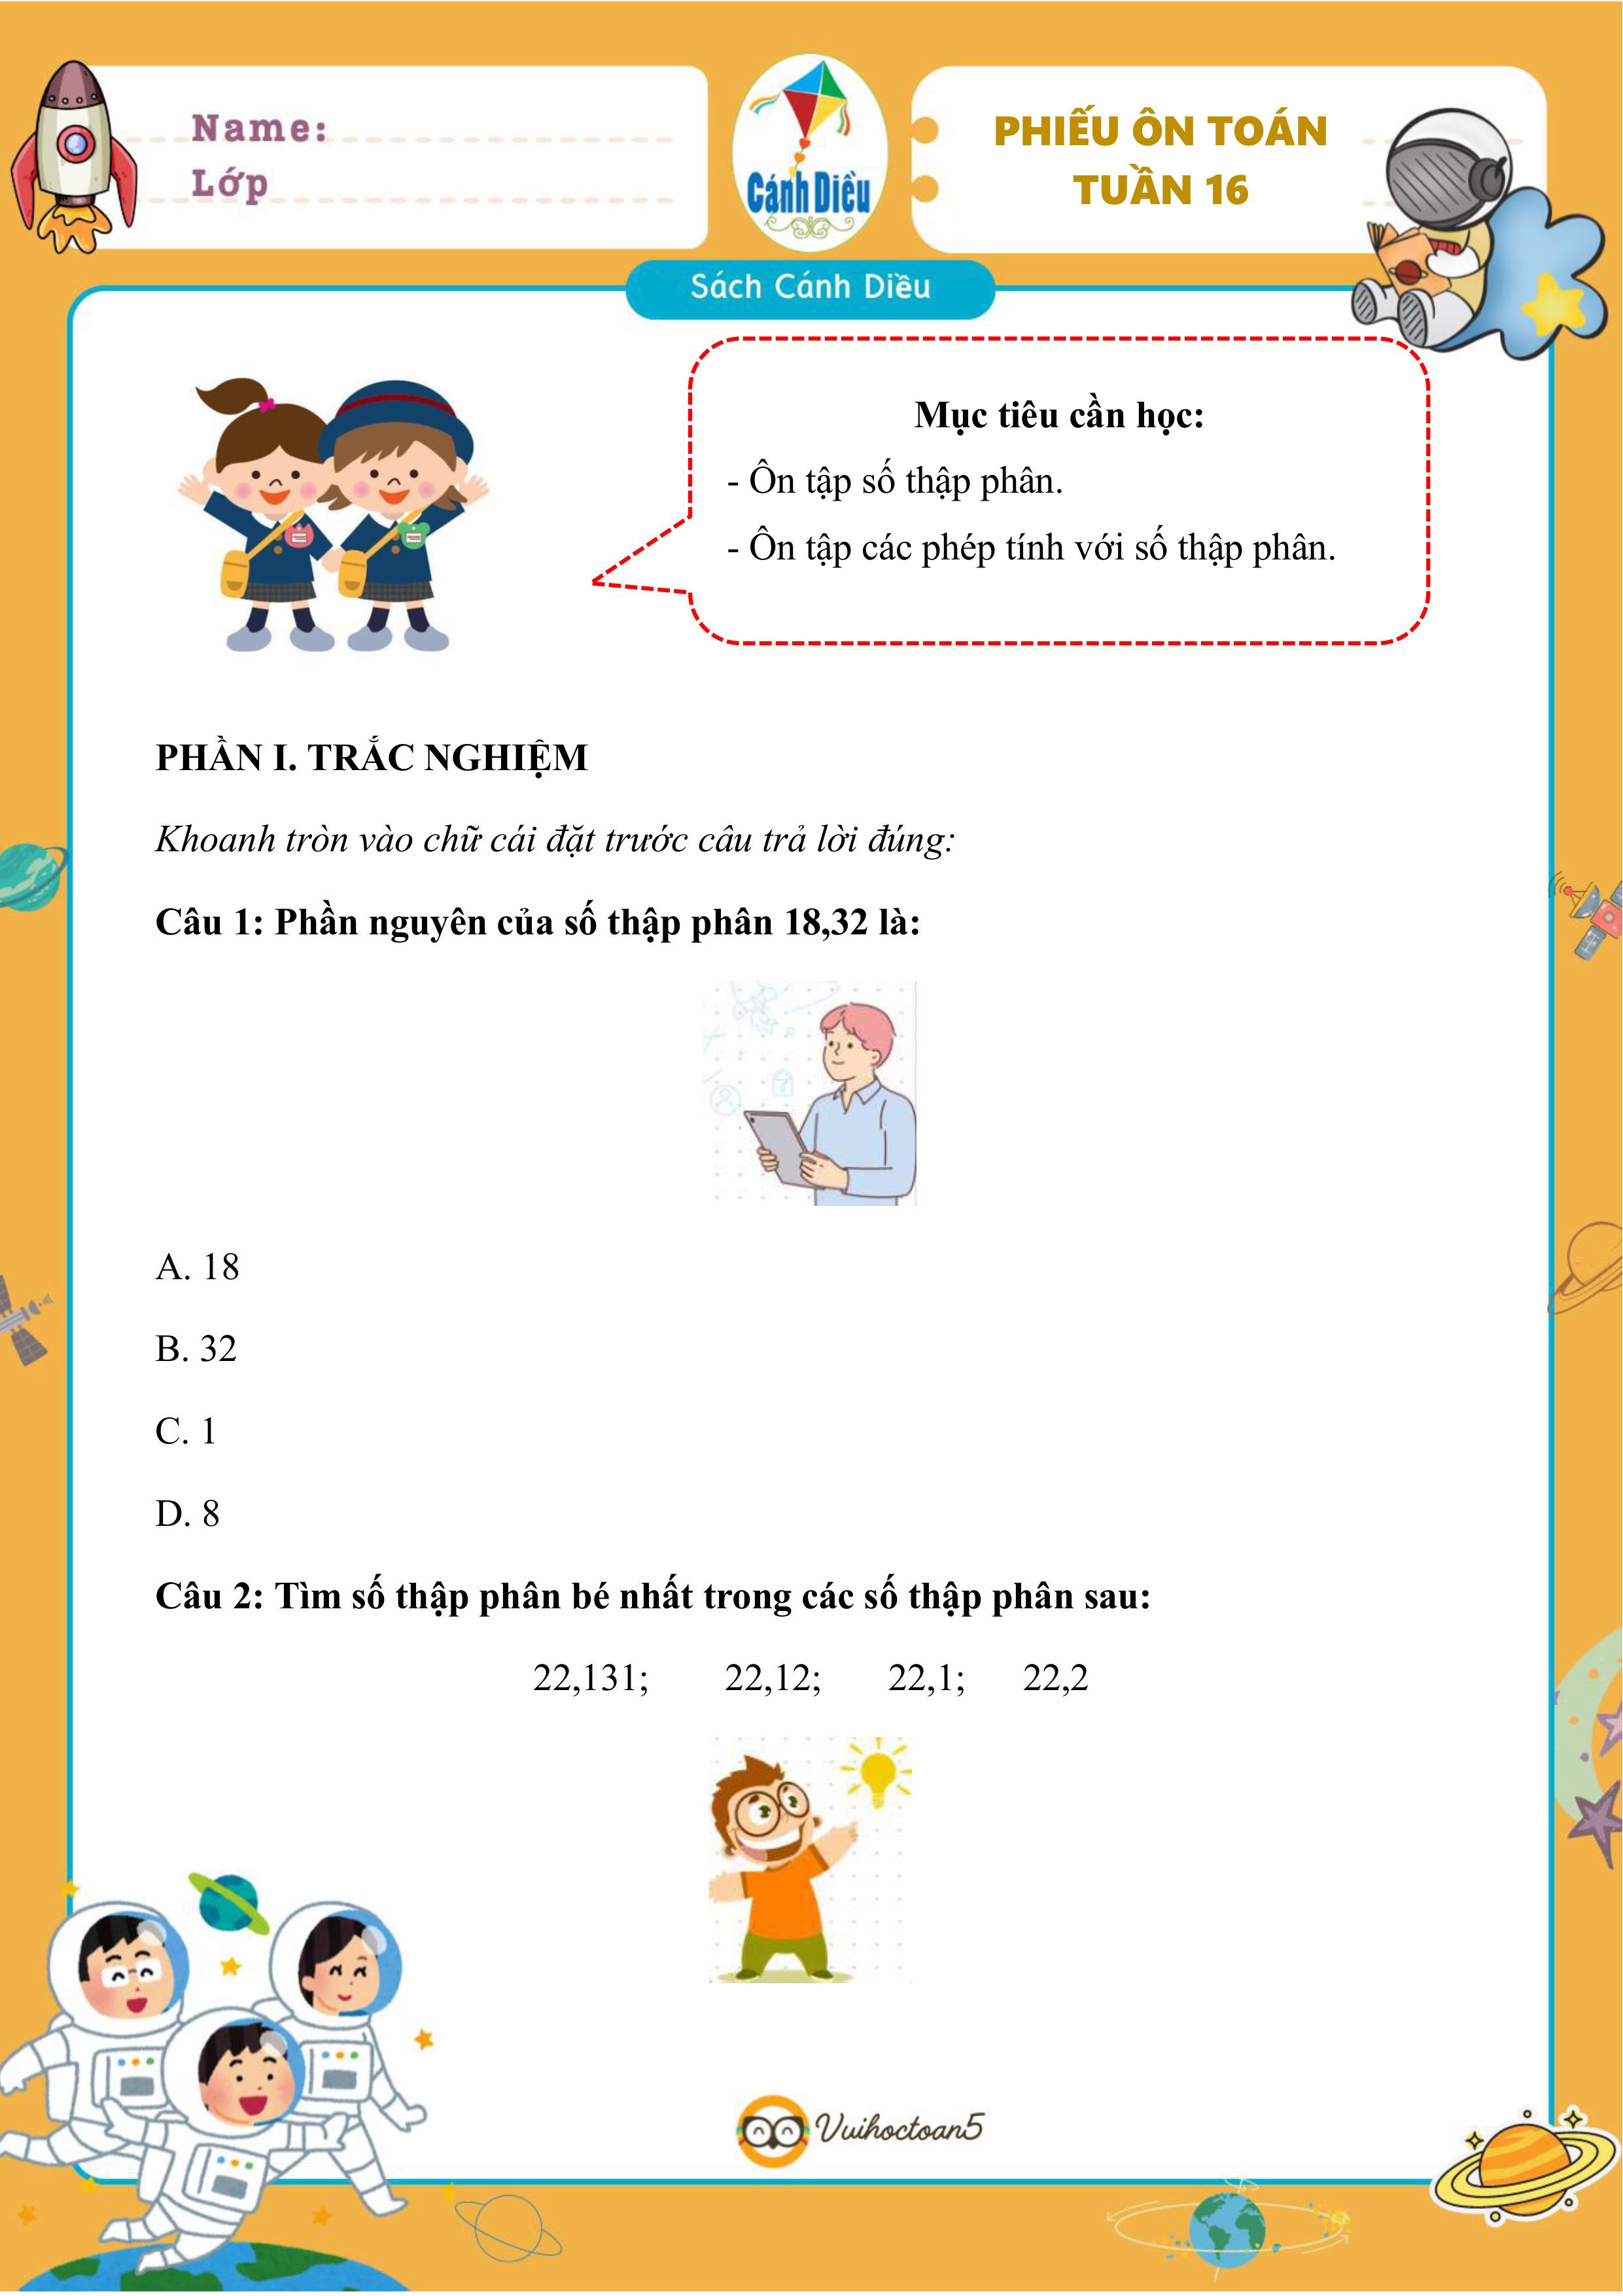 Name:
Lớp
Cánh Diều
PHIẾU ÔN TOÁN
TUẦN 16
Sách Cánh Diều
Mục tiêu cần học:
- Ôn tập số thập phân.
- Ôn tập các phép tính với số thập phân.
PHẦN I. TRẮC NGHIỆM
Khoanh tròn vào chữ cái đặt trước câu trả lời đúng:
Câu 1: Phần nguyên của số thập phân 18,32 là:
A. 18
B. 32
C. 1
D. 8
Câu 2: Tìm số thập phân bé nhất trong các số thập phân sau:
22,131; 22,12; 22,1; 22,2
Vuihoctoan5